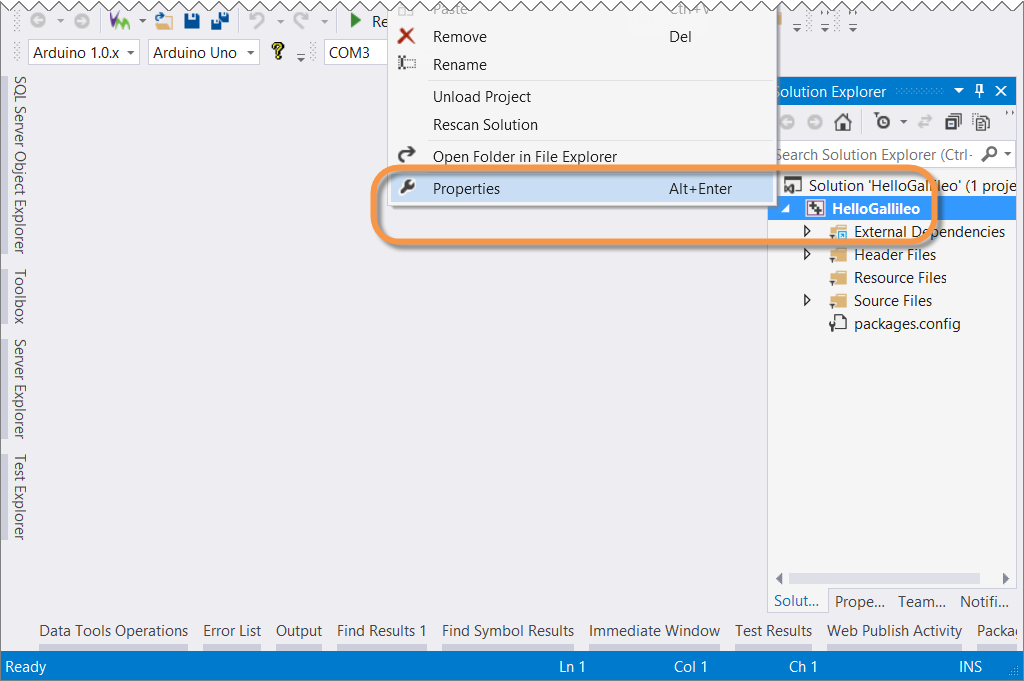 Paste Ctrl+V
Re
Arduino 1.0.x
Arduino Uno
COM3
Remove Del
Rename
Unload Project
Rescan Solution
Open Folder in File Explorer
Properties Alt+Enter
SQL Server Object Explorer
Toolbox
Server Explorer
Test Explorer
Solution Explorer
Search Solution Explorer (Ctrl-
Solution 'HelloGallileo' (1 proje
HelloGallileo
External Dependencies
Header Files
Resource Files
Source Files
packages.config
Solut... Prope... Team... Notifi...
Data Tools Operations Error List Output Find Results 1 Find Symbol Results Immediate Window Test Results Web Publish Activity Packa
Ready Ln 1 Col 1 Ch 1 INS